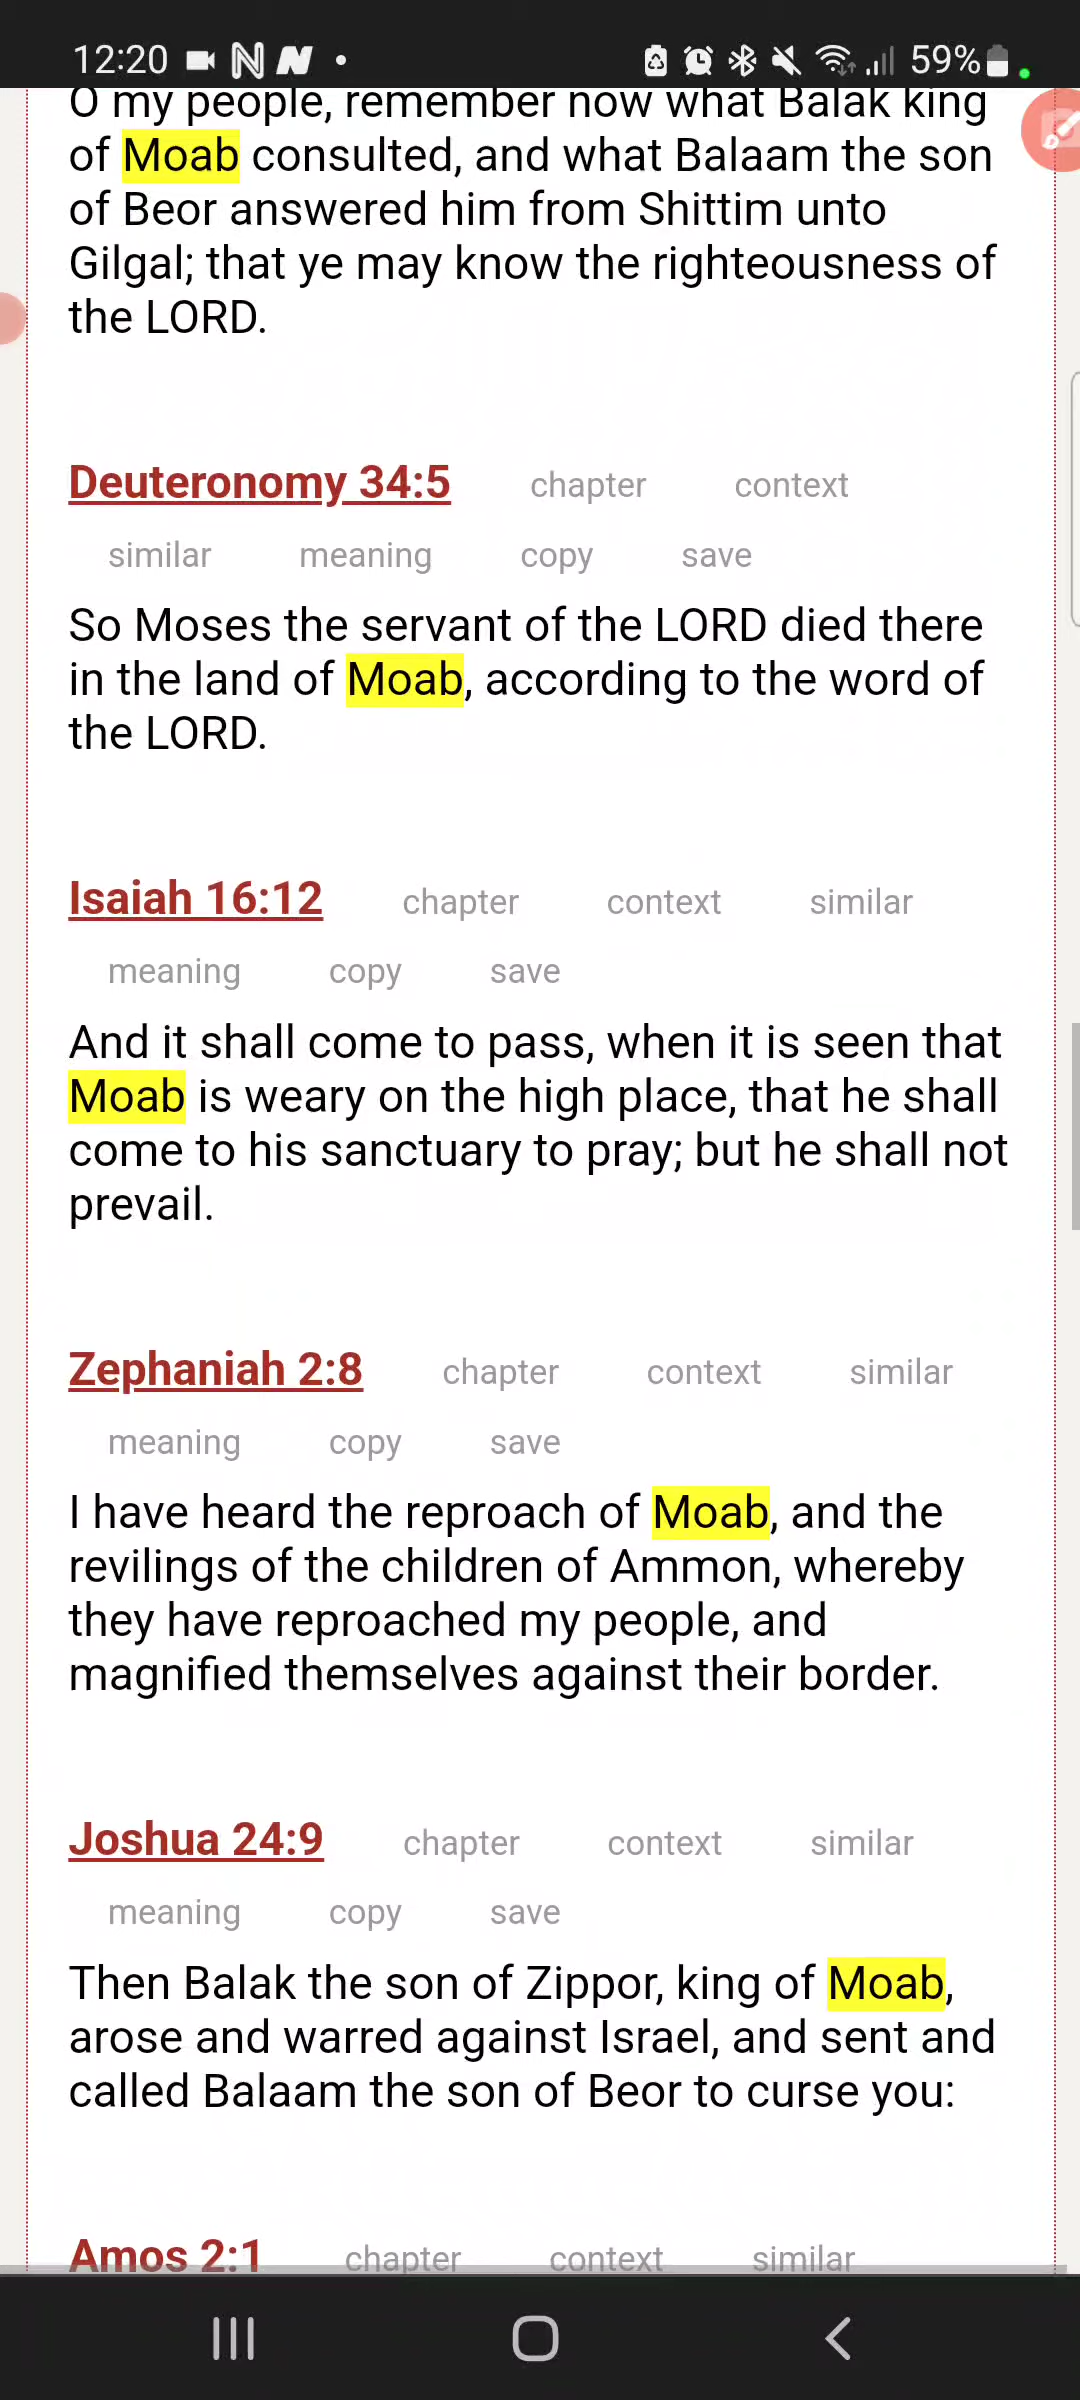 12:20 59%
O my people, remember now what Balak king
of Moab consulted, and what Balaam the son
of Beor answered him from Shittim unto
Gilgal; that ye may know the righteousness of
the LORD.
Deuteronomy 34:5 chapter context
similar meaning copy save
So Moses the servant of the LORD died there
in the land of Moab, according to the word of
the LORD.
Isaiah 16:12 chapter context similar
meaning copy save
And it shall come to pass, when it is seen that
Moab is weary on the high place, that he shall
come to his sanctuary to pray; but he shall not
prevail.
Zephaniah 2:8 chapter context similar
meaning copy save
I have heard the reproach of Moab, and the
revilings of the children of Ammon, whereby
they have reproached my people, and
magnified themselves against their border.
Joshua 24:9 chapter context similar
meaning copy save
Then Balak the son of Zippor, king of Moab,
arose and warred against Israel, and sent and
called Balaam the son of Beor to curse you:
Amos 2:1 chapter context similar